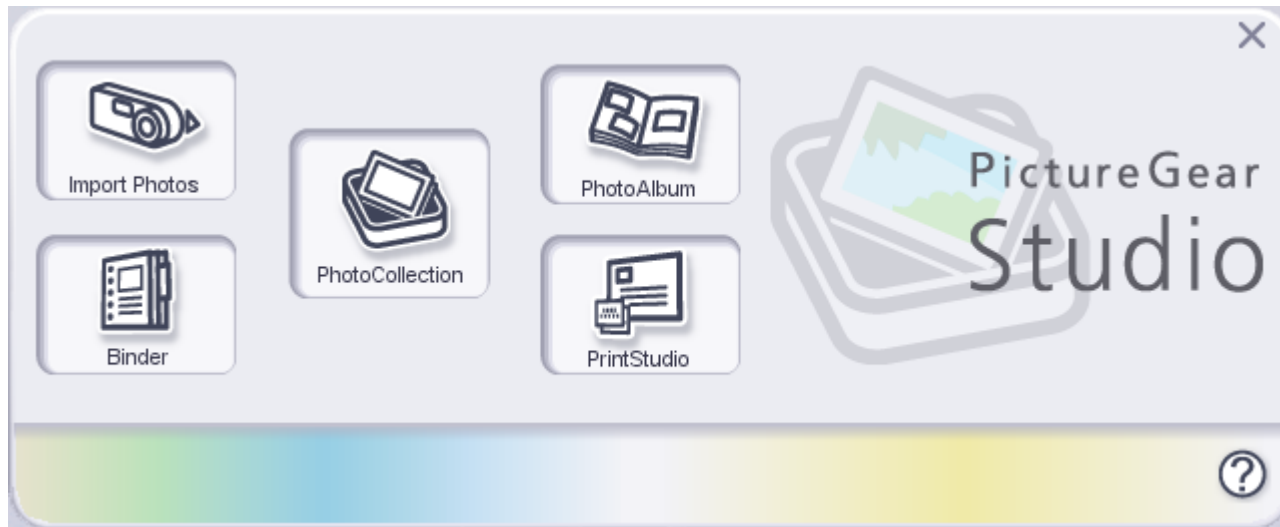 Import Photos
Binder
PhotoCollection
PhotoAlbum
PrintStudio
PictureGear
Studio
?